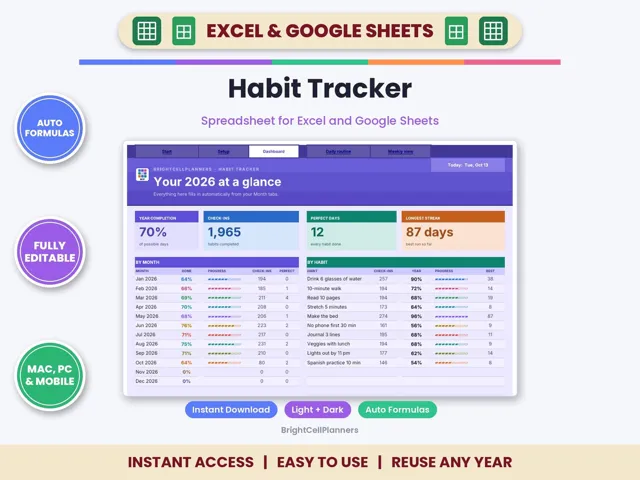 EXCEL & GOOGLE SHEETS
Habit Tracker
Spreadsheet for Excel and Google Sheets
AUTO
FORMULAS
FULLY
EDITABLE
MAC, PC
& MOBILE
Start Setup Dashboard Daily routine Weekly view
BRIGHTCELLPLANNERS · HABIT TRACKER
Your 2026 at a glance
Everything here fills in automatically from your Month tabs.
Today: Tue, Oct 13
YEAR COMPLETION
70%
of possible days
CHECK-INS
1,965
habits completed
PERFECT DAYS
12
every habit done
LONGEST STREAK
87 days
best run so far
BY MONTH
MONTH DONE PROGRESS CHECK-INS PERFECT
Jan 2026 64% 194 0
Feb 2026 66% 185 1
Mar 2026 69% 211 4
Apr 2026 70% 208 0
May 2026 68% 206 1
Jun 2026 76% 223 2
Jul 2026 71% 217 0
Aug 2026 75% 231 2
Sep 2026 71% 210 0
Oct 2026 64% 80 2
Nov 2026 0% 0 0
Dec 2026 0% 0 0
BY HABIT
HABIT CHECK-INS YEAR PROGRESS BEST
Drink 6 glasses of water 257 90% 38
10-minute walk 184 72% 14
Read 10 pages 194 68% 19
Stretch 5 minutes 173 64% 8
Make the bed 274 96% 87
No phone first 30 min 161 56% 9
Journal 3 lines 195 68% 11
Veggies with lunch 194 68% 9
Lights out by 11 pm 177 62% 14
Spanish practice 10 min 146 54% 8
Instant Download
Light + Dark
Auto Formulas
BrightCellPlanners
INSTANT ACCESS | EASY TO USE | REUSE ANY YEAR